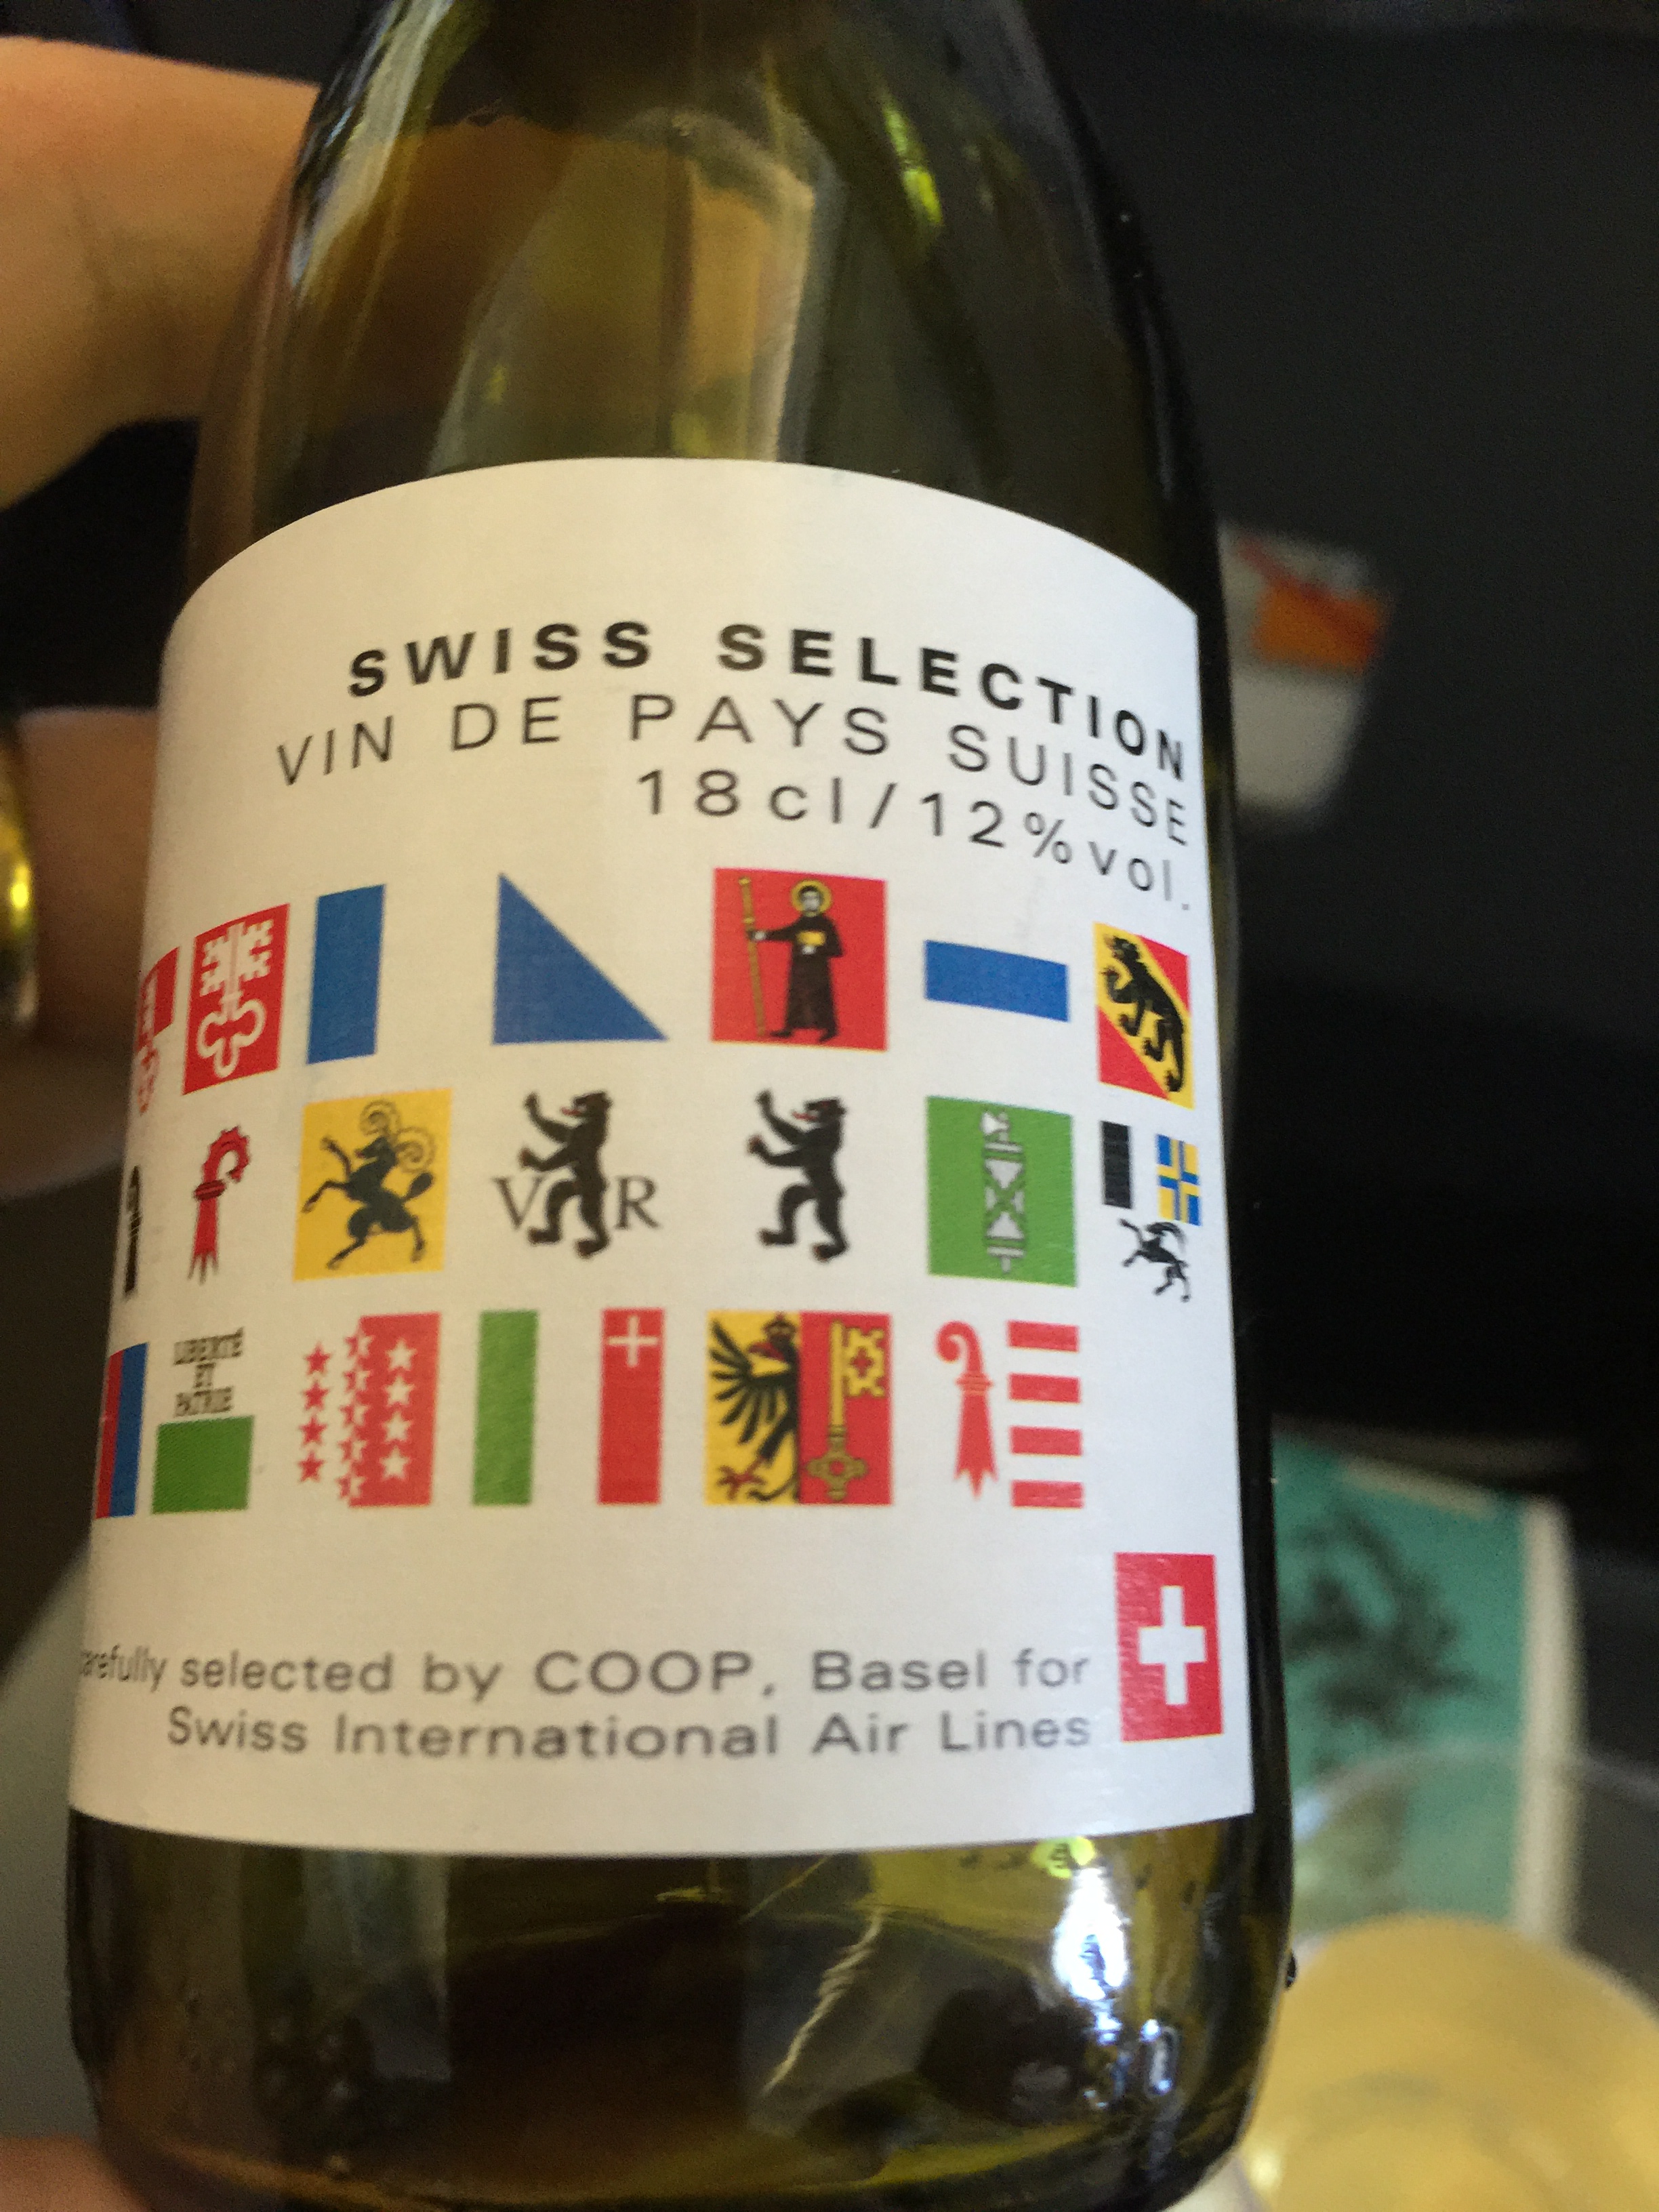 SWISS SELECTION
VIN DE PAYS SUISSE
18cl/12%vol.
V R
LIBERTÉ
ET
PATRIE
carefully selected by COOP, Basel for
Swiss International Air Lines